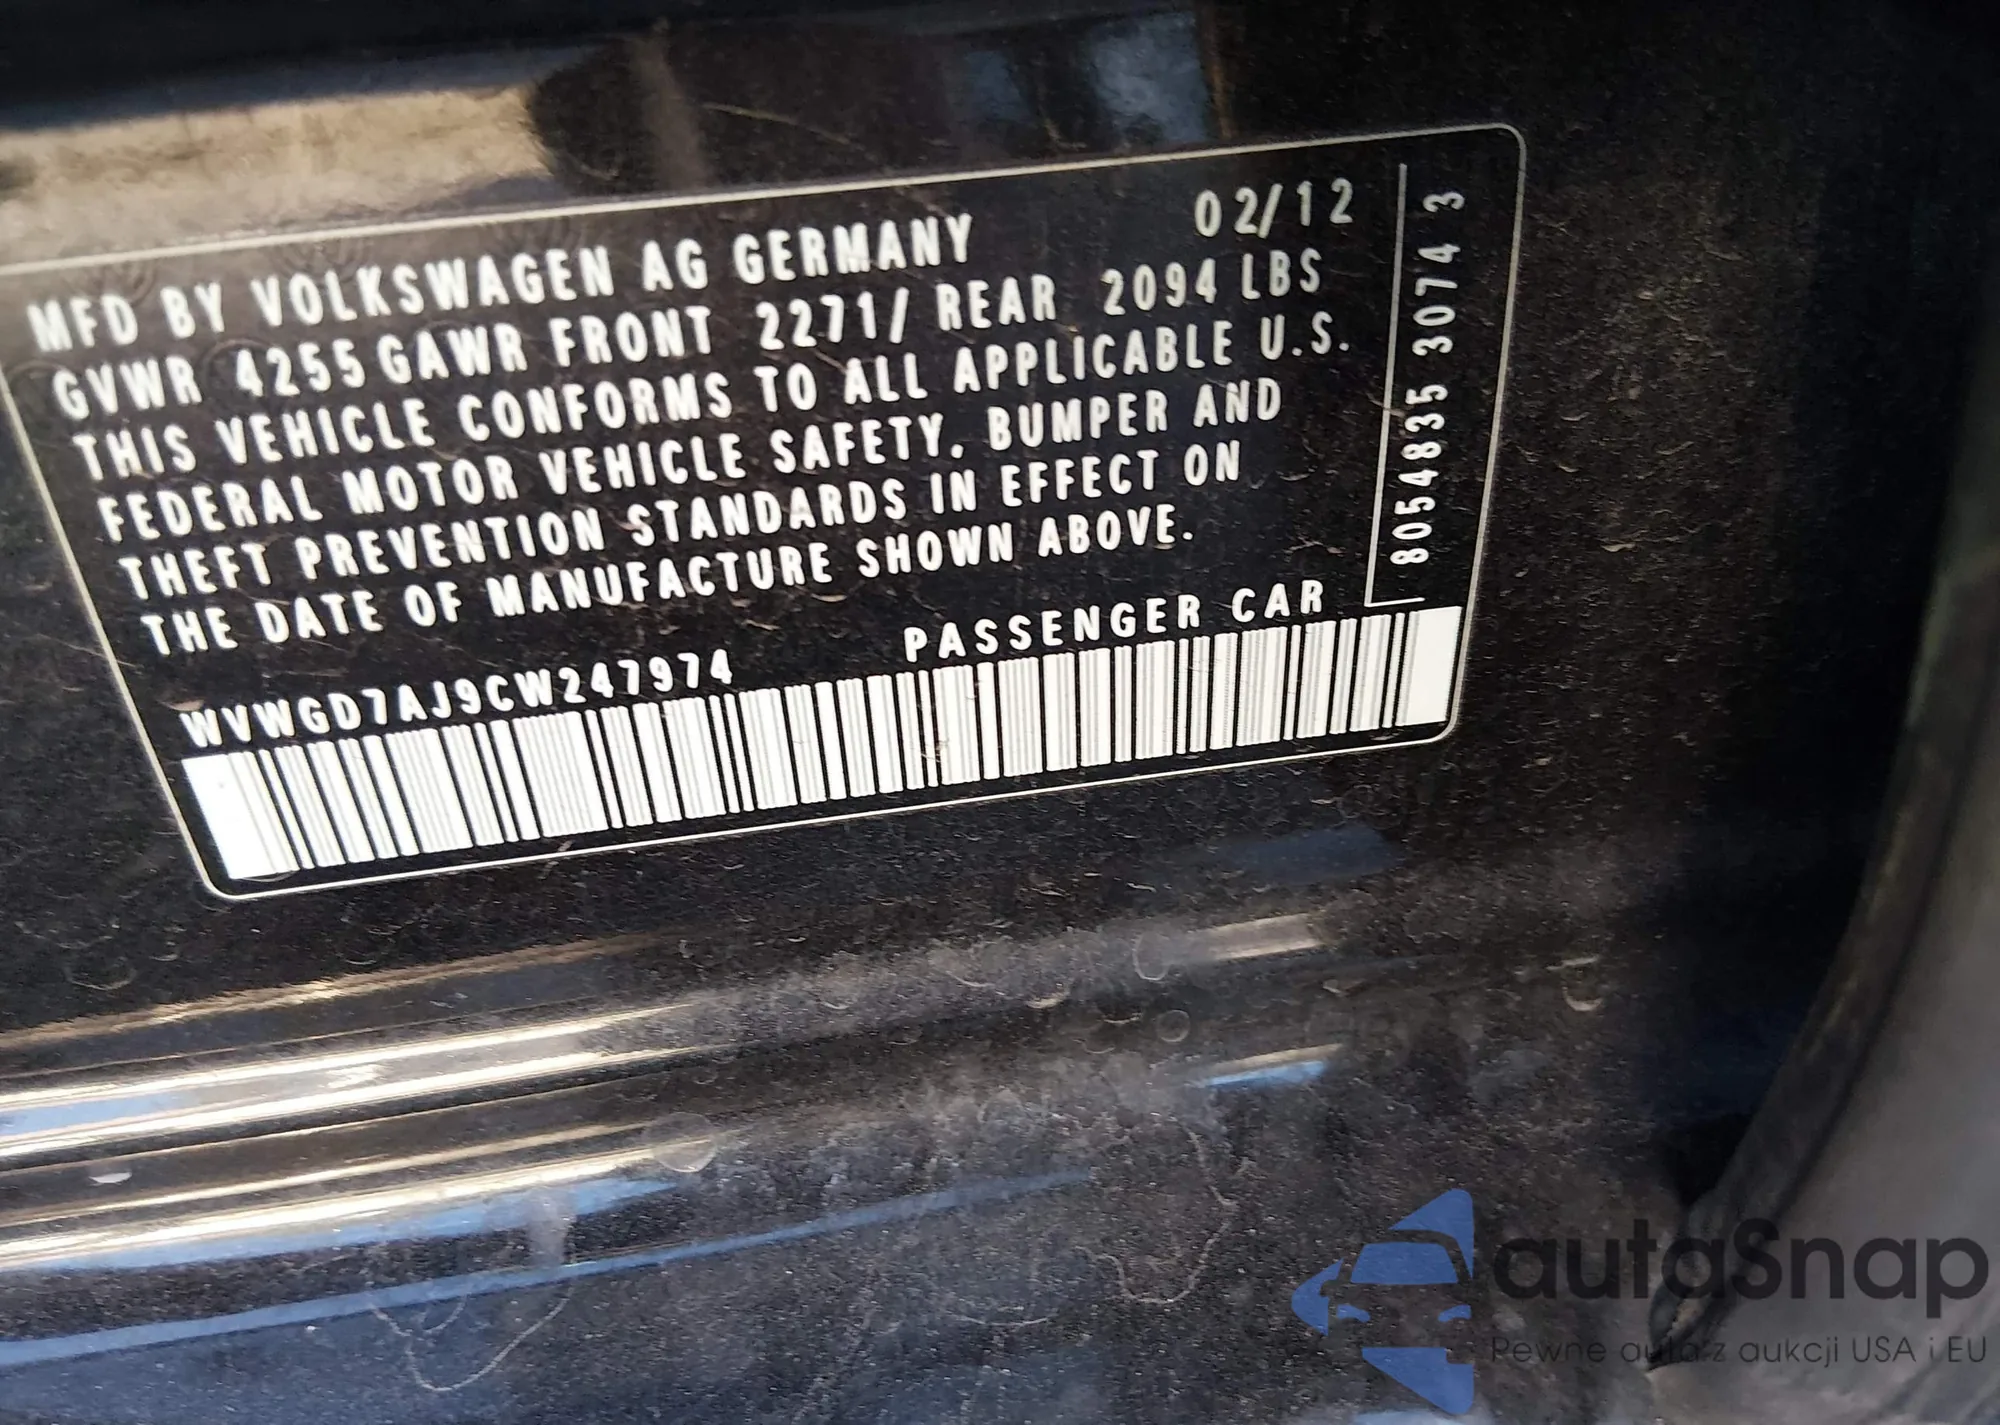 MFD BY VOLKSWAGEN AG GERMANY 02/12
GVWR 4255 GAWR FRONT 2271/ REAR 2094 LBS
THIS VEHICLE CONFORMS TO ALL APPLICABLE U.S.
FEDERAL MOTOR VEHICLE SAFETY, BUMPER AND
THEFT PREVENTION STANDARDS IN EFFECT ON
THE DATE OF MANUFACTURE SHOWN ABOVE.
WVWGD7AJ9CW247974 PASSENGER CAR
8054835 3074 3
autaSnap
Pewne auta z aukcji USA i EU